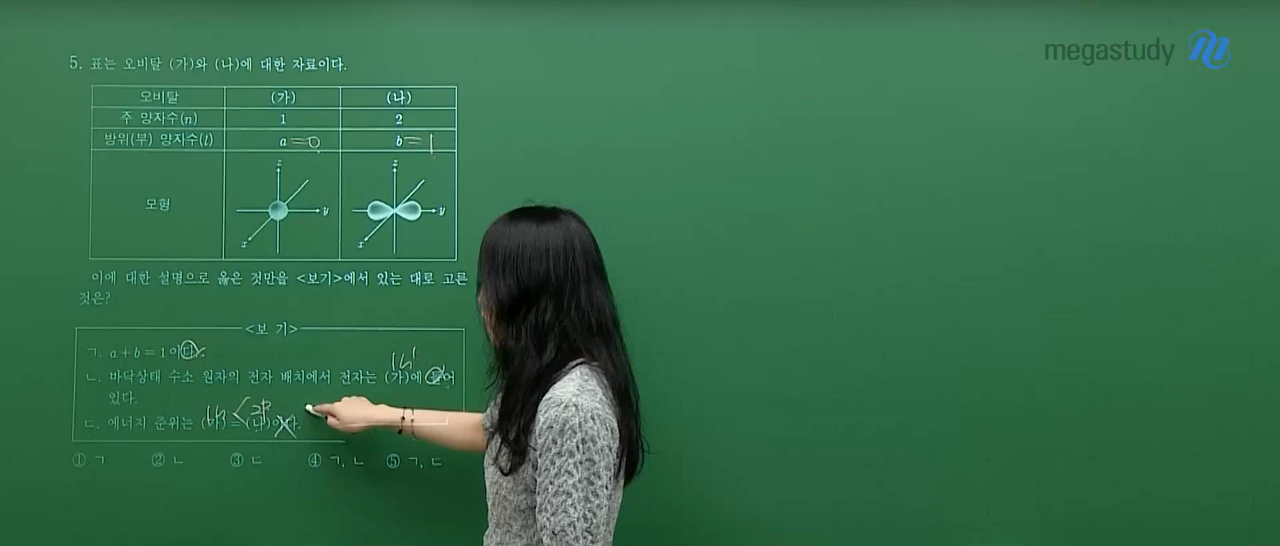 megastudy
5. 표는 오비탈 (가)와 (나)에 대한 자료이다.
오비탈 (가) (나)
주 양자수(n) 1 2
방위(부) 양자수(l) a =0 b = 1
모형
z
y
x
z
y
x
이에 대한 설명으로 옳은 것만을 <보기>에서 있는 대로 고른
것은?
<보 기>
ㄱ. a+b=1이다.
1s
ㄴ. 바닥상태 수소 원자의 전자 배치에서 전자는 (가)에 들어
있다.
1s < 2p
ㄷ. 에너지 준위는 (가)=(나)이다.
① ㄱ ② ㄴ ③ ㄷ ④ ㄱ, ㄴ ⑤ ㄱ, ㄷ